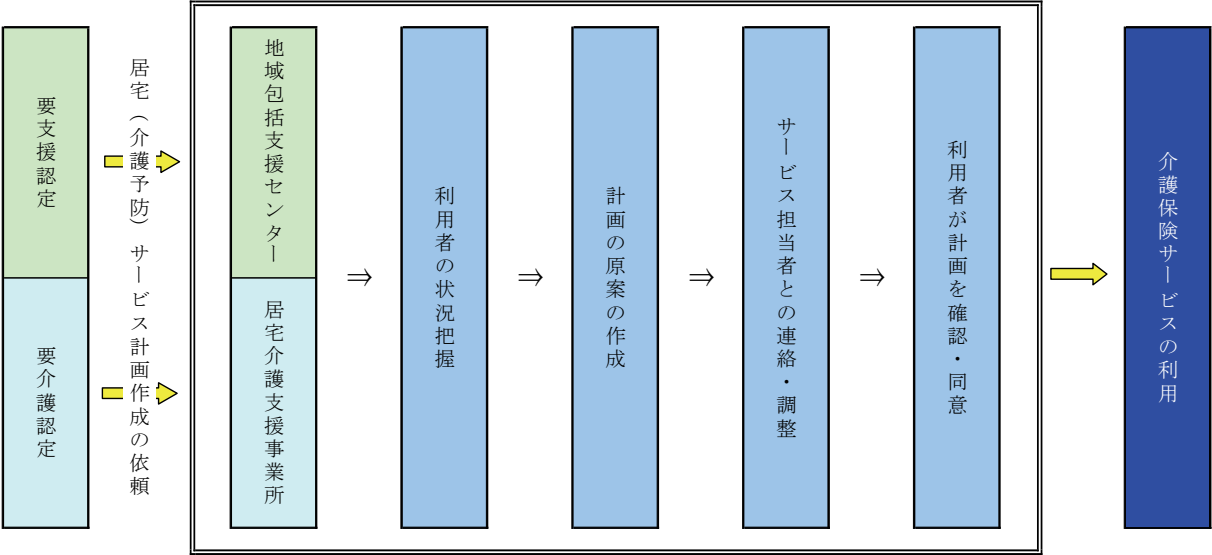 要支援認定
要介護認定
居宅（介護予防）サービス計画作成の依頼
地域包括支援センター
居宅介護支援事業所
⇒
利用者の状況把握
⇒
計画の原案の作成
⇒
サービス担当者との連絡・調整
⇒
利用者が計画を確認・同意
介護保険サービスの利用